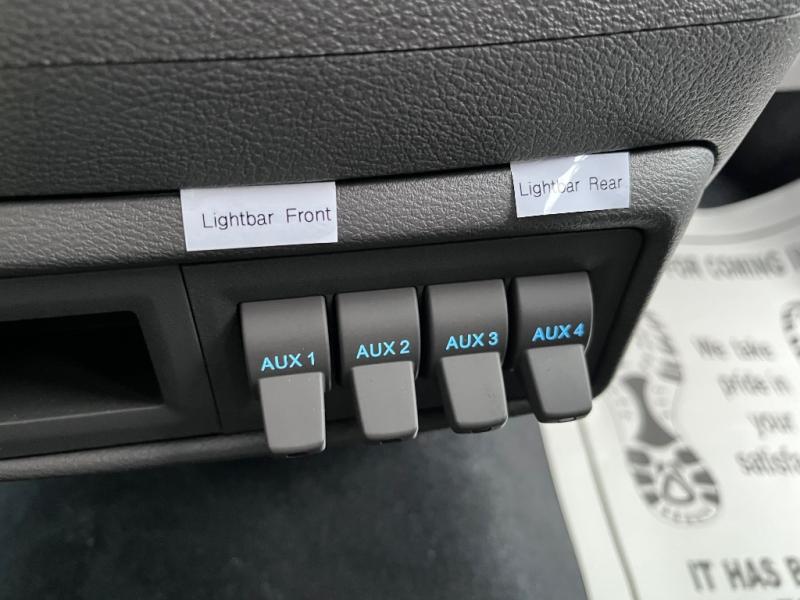 Lightbar Front
Lightbar Rear
AUX 1
AUX 2
AUX 3
AUX 4
FOR COMING
We take
pride in
your
IT HAS